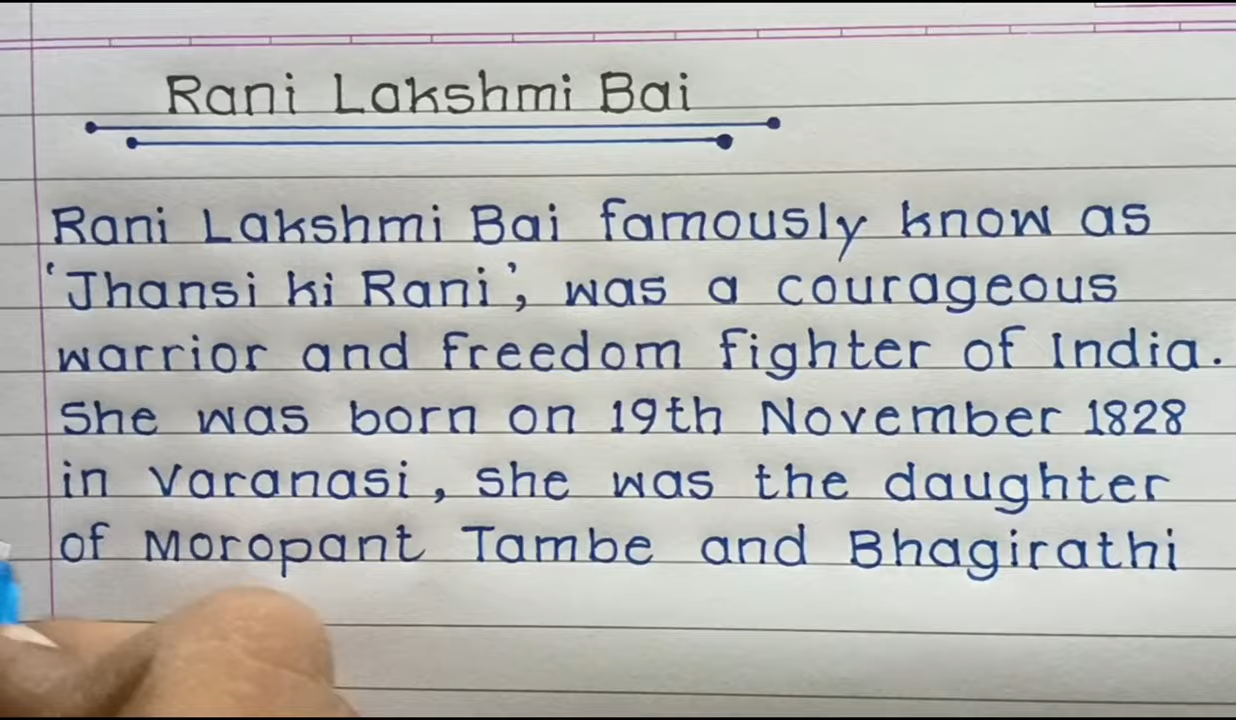 Rani Lakshmi Bai
Rani Lakshmi Bai famously know as
'Jhansi ki Rani', was a courageous
warrior and freedom fighter of India.
She was born on 19th November 1828
in Varanasi, she was the daughter
of Moropant Tambe and Bhagirathi